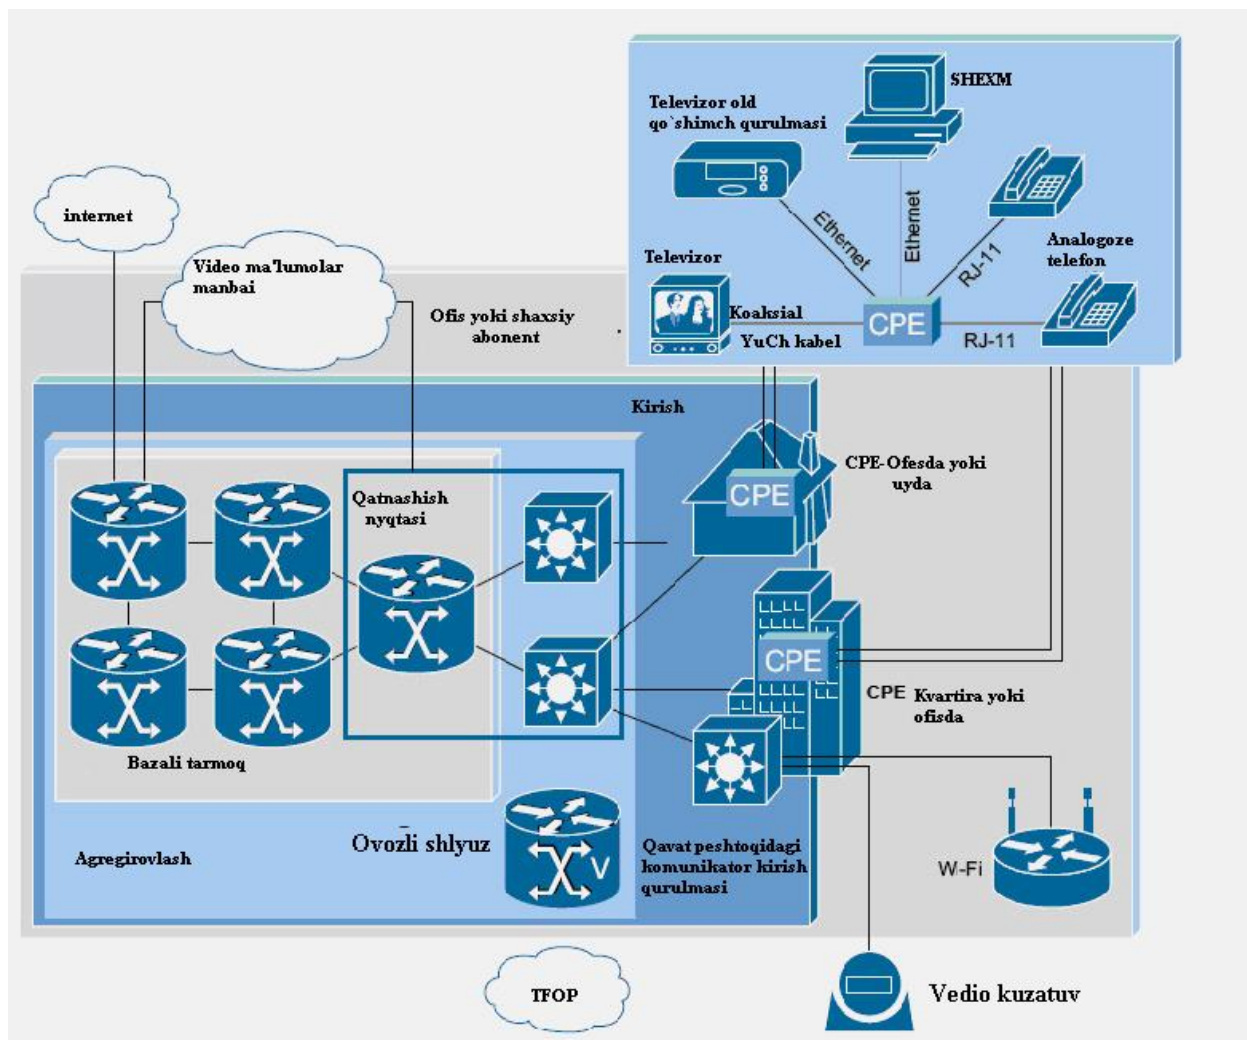 SHEXM
Televizor old
qo`shimch qurulmasi
Ethernet
Ethernet
RJ-11
Analogoze
telefon
Televizor
Koaksial
YuCh kabel
CPE
RJ-11
internet
Video ma'lumolar
manbai
Ofis yoki shaxsiy
abonent
Kirish
CPE-Ofesda yoki
uyda
CPE
Qatnashish
nyqtasi
CPE
CPE Kvartira yoki
ofisda
Bazali tarmoq
Ovozli shlyuz
V
Agregirovlash
Qavat peshtoqidagi
komunikator kirish
qurulmasi
W-Fi
TFOP
Vedio kuzatuv